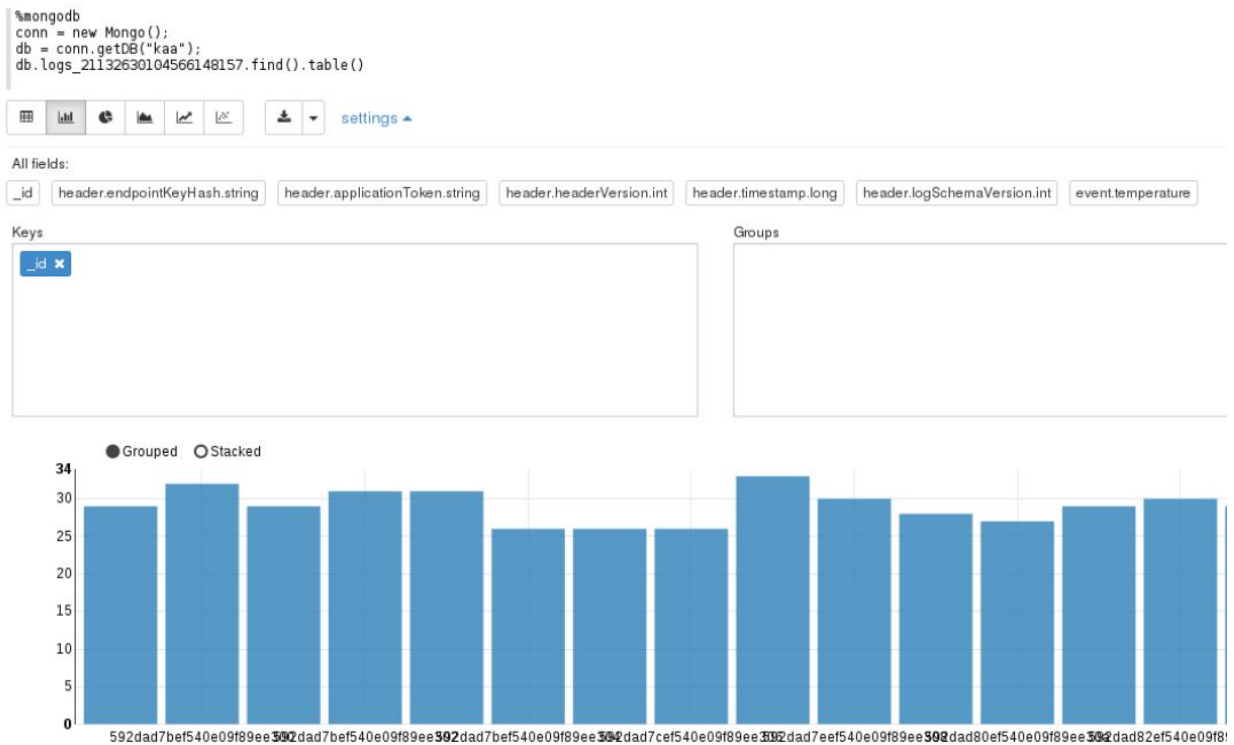 %mongodb
conn = new Mongo();
db = conn.getDB("kaa");
db.logs_21132630104566148157.find().table()
settings
All fields:
_id header.endpointKeyHash.string header.applicationToken.string header.headerVersion.int header.timestamp.long header.logSchemaVersion.int event.temperature
Keys Groups
_id
Grouped Stacked
34
30
25
20
15
10
5
0